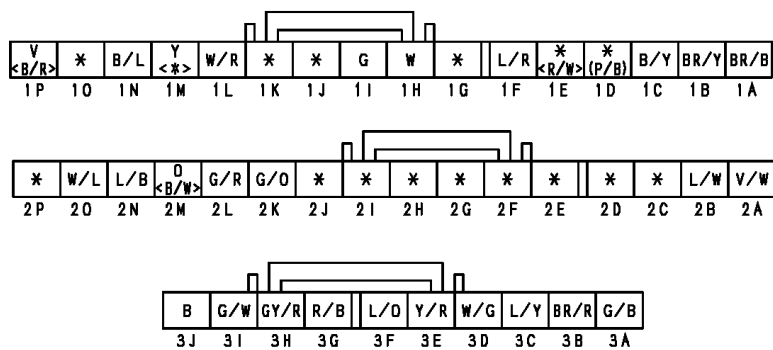 V * B/L Y W/R * * G W * L/R * * B/Y BR/Y BR/B
<B/R> <*> <R/W> (P/B)
1P 1O 1N 1M 1L 1K 1J 1I 1H 1G 1F 1E 1D 1C 1B 1A
* W/L L/B O G/R G/O * * * * * * * * L/W V/W
<B/W>
2P 2O 2N 2M 2L 2K 2J 2I 2H 2G 2F 2E 2D 2C 2B 2A
B G/W GY/R R/B L/O Y/R W/G L/Y BR/R G/B
3J 3I 3H 3G 3F 3E 3D 3C 3B 3A